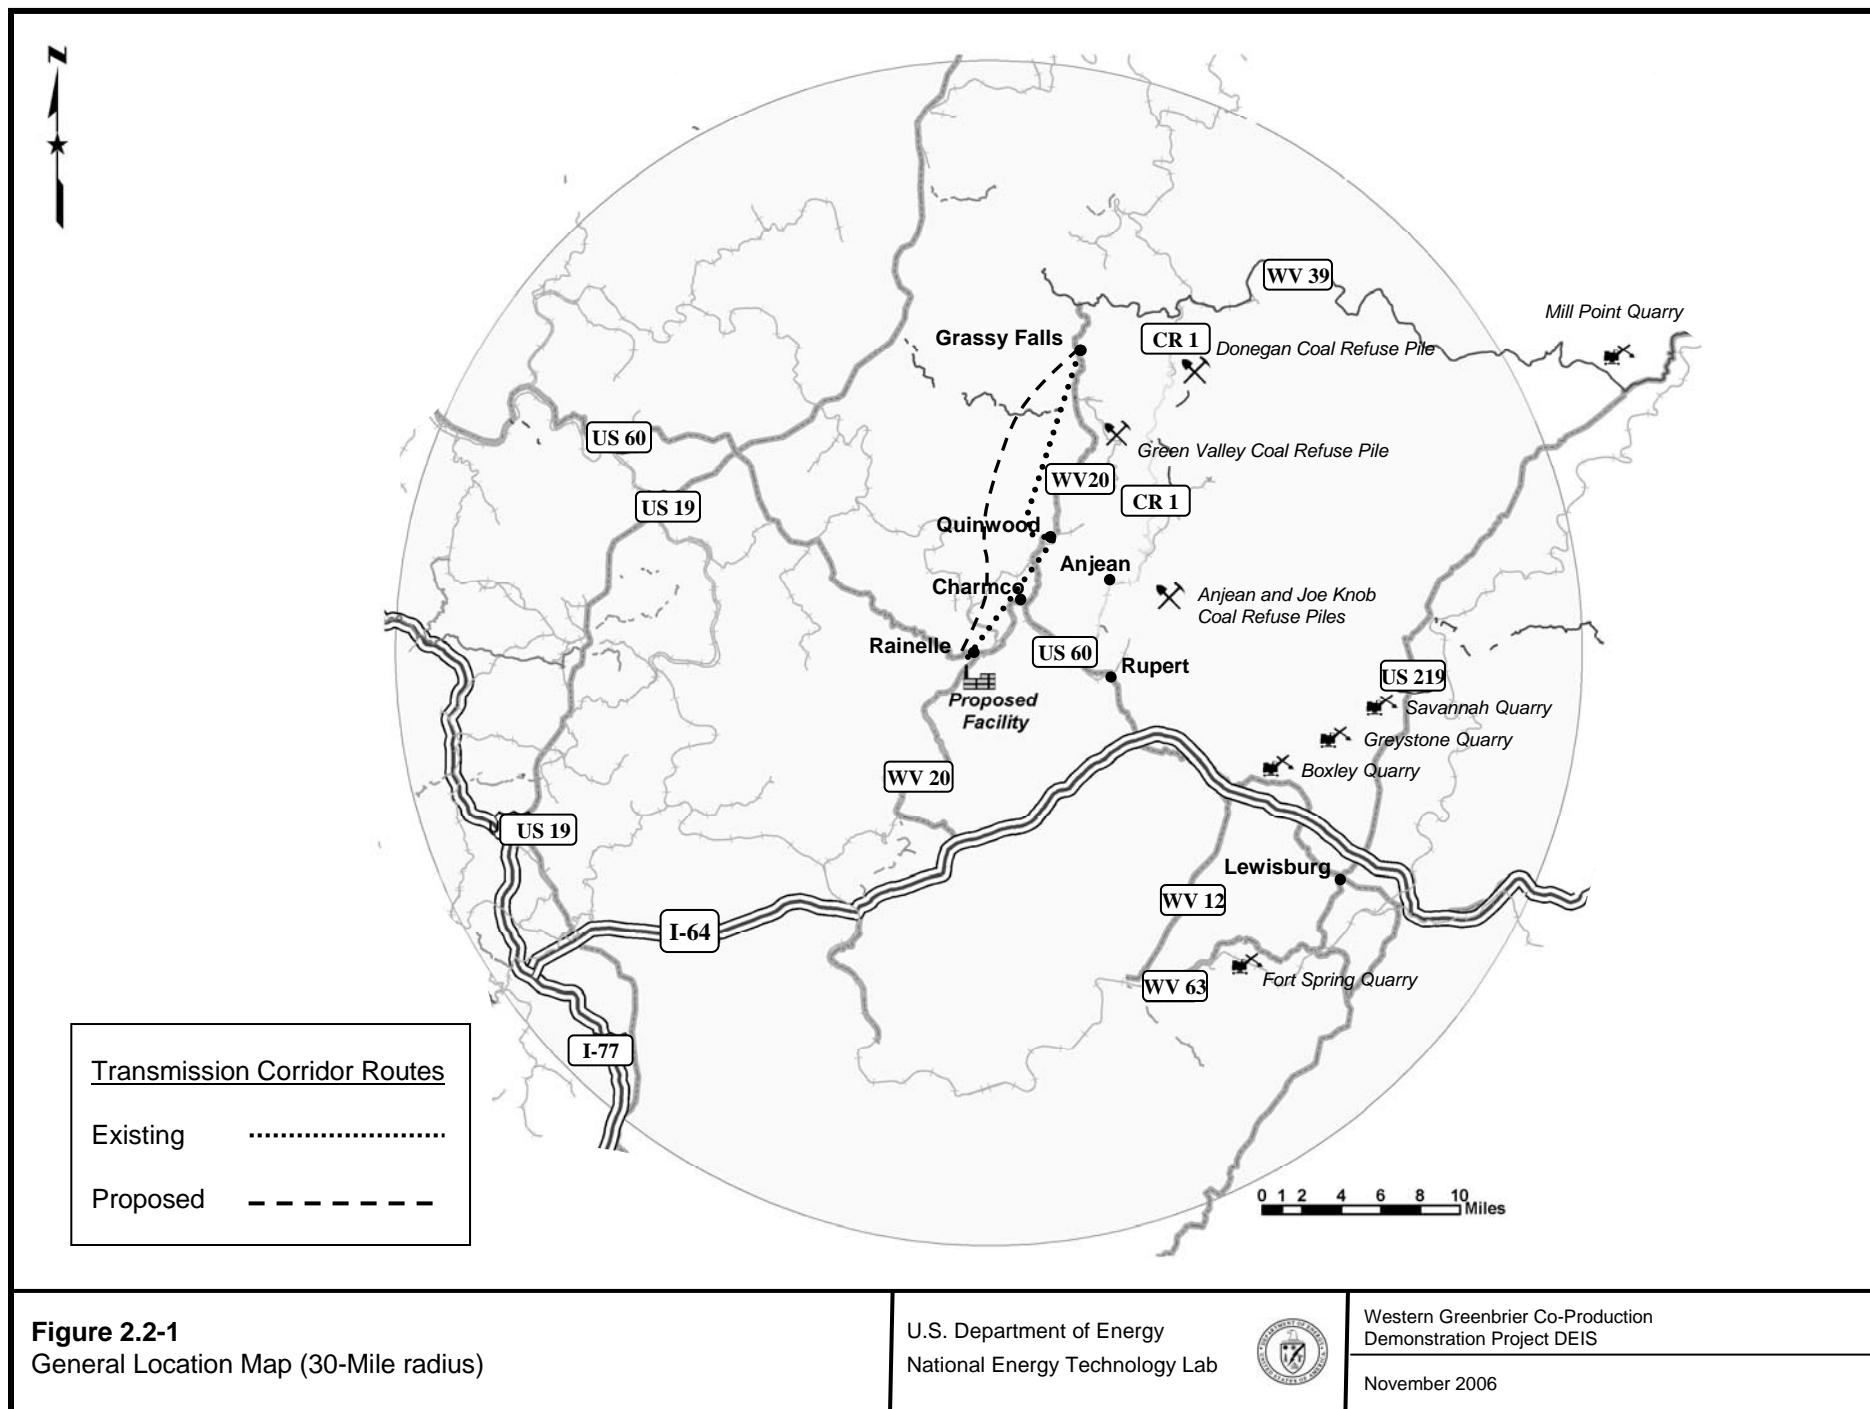 N
WV 39
Mill Point Quarry
Grassy Falls
CR 1
Donegan Coal Refuse Pile
US 60
Green Valley Coal Refuse Pile
WV20
CR 1
US 19
Quinwood
Anjean
Charmco
Anjean and Joe Knob
Coal Refuse Piles
Rainelle
US 60
Rupert
US 219
Proposed
Facility
Savannah Quarry
Greystone Quarry
Boxley Quarry
WV 20
US 19
Lewisburg
WV 12
I-64
Fort Spring Quarry
WV 63
I-77
Transmission Corridor Routes
Existing
Proposed
0 1 2 4 6 8 10
Miles
Figure 2.2-1
General Location Map (30-Mile radius)
U.S. Department of Energy
National Energy Technology Lab
Western Greenbrier Co-Production
Demonstration Project DEIS
November 2006